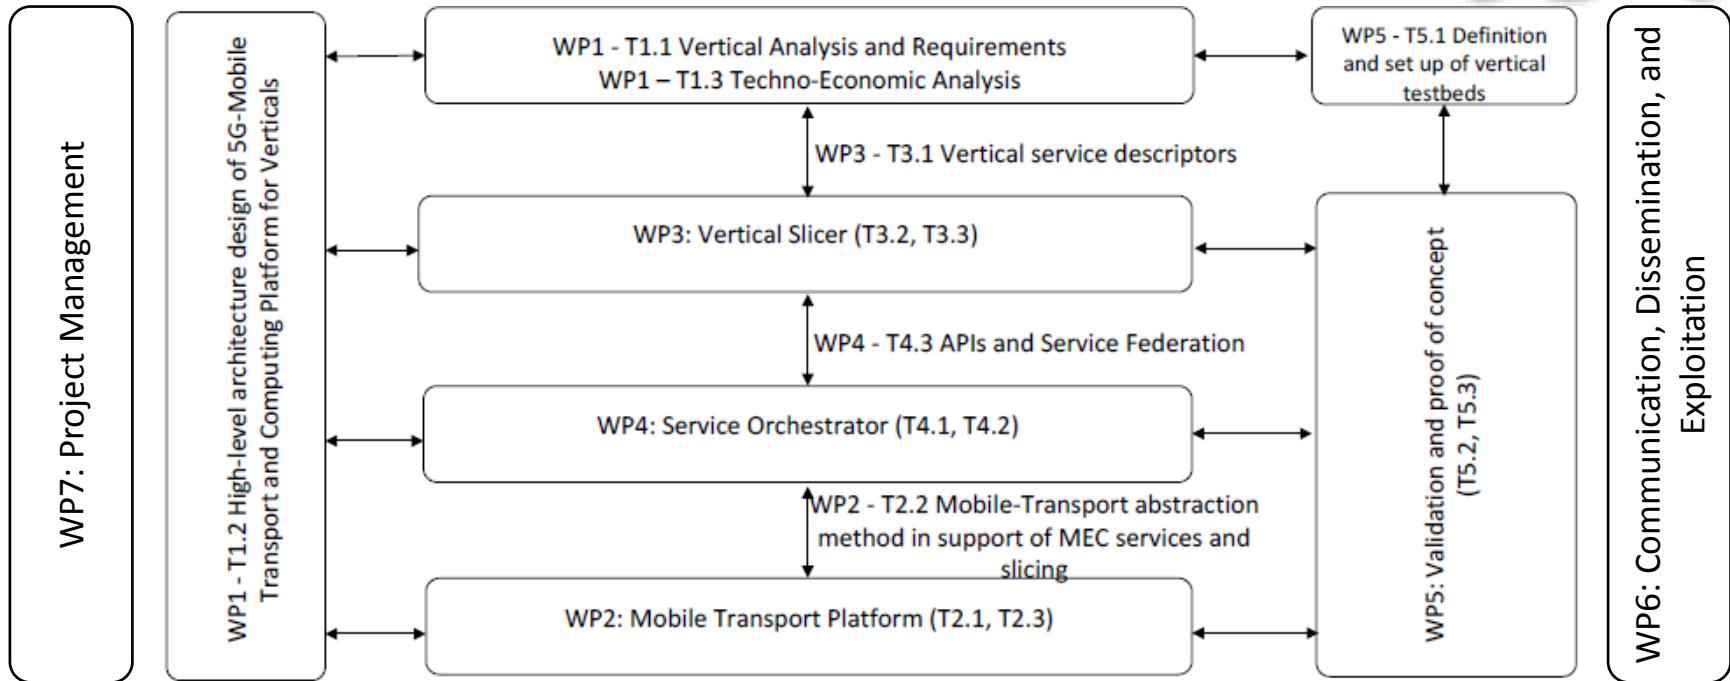 WP7: Project Management
WP1 - T1.2 High-level architecture design of 5G-Mobile
Transport and Computing Platform for Verticals
WP1 - T1.1 Vertical Analysis and Requirements
WP1 – T1.3 Techno-Economic Analysis
WP5 - T5.1 Definition
and set up of vertical
testbeds
WP3 - T3.1 Vertical service descriptors
WP3: Vertical Slicer (T3.2, T3.3)
WP4 - T4.3 APIs and Service Federation
WP4: Service Orchestrator (T4.1, T4.2)
WP2 - T2.2 Mobile-Transport abstraction
method in support of MEC services and
slicing
WP2: Mobile Transport Platform (T2.1, T2.3)
WP5: Validation and proof of concept
(T5.2, T5.3)
WP6: Communication, Dissemination, and
Exploitation